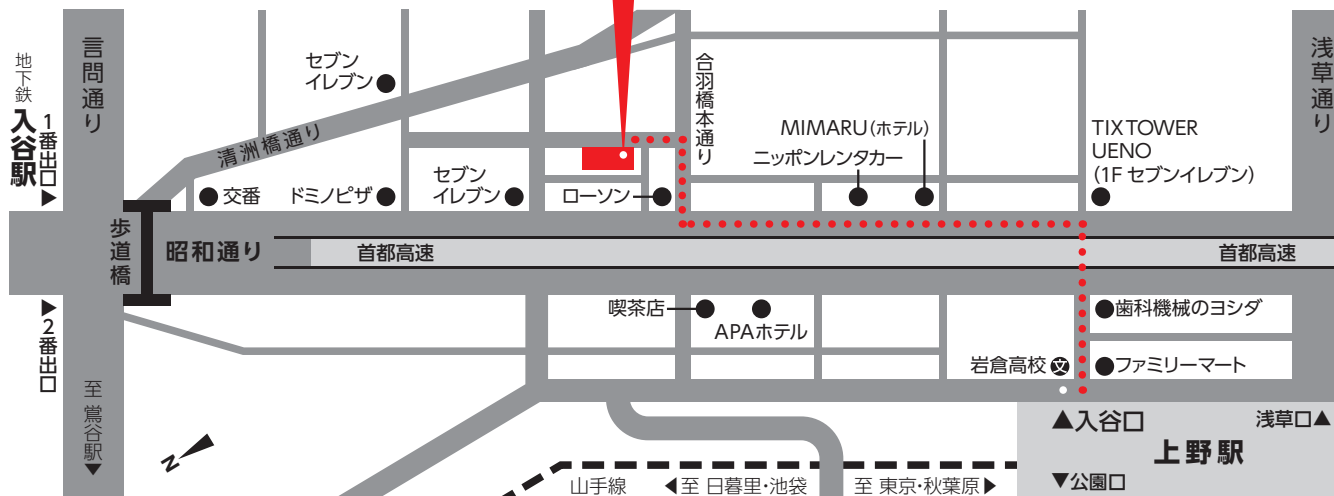 地下鉄
入谷駅
1番出口▶
▶2番出口
言問通り
至 鶯谷駅▼
歩道橋
昭和通り
清洲橋通り
セブン
イレブン
交番
ドミノピザ
セブン
イレブン
ローソン
合羽橋本通り
MIMARU(ホテル)
ニッポンレンタカー
TIX TOWER
UENO
(1F セブンイレブン)
浅草通り
首都高速
首都高速
喫茶店
APAホテル
歯科機械のヨシダ
岩倉高校
文
ファミリーマート
N
▲入谷口
浅草口▲
上野駅
▼公園口
山手線
◀至 日暮里・池袋
至 東京・秋葉原▶